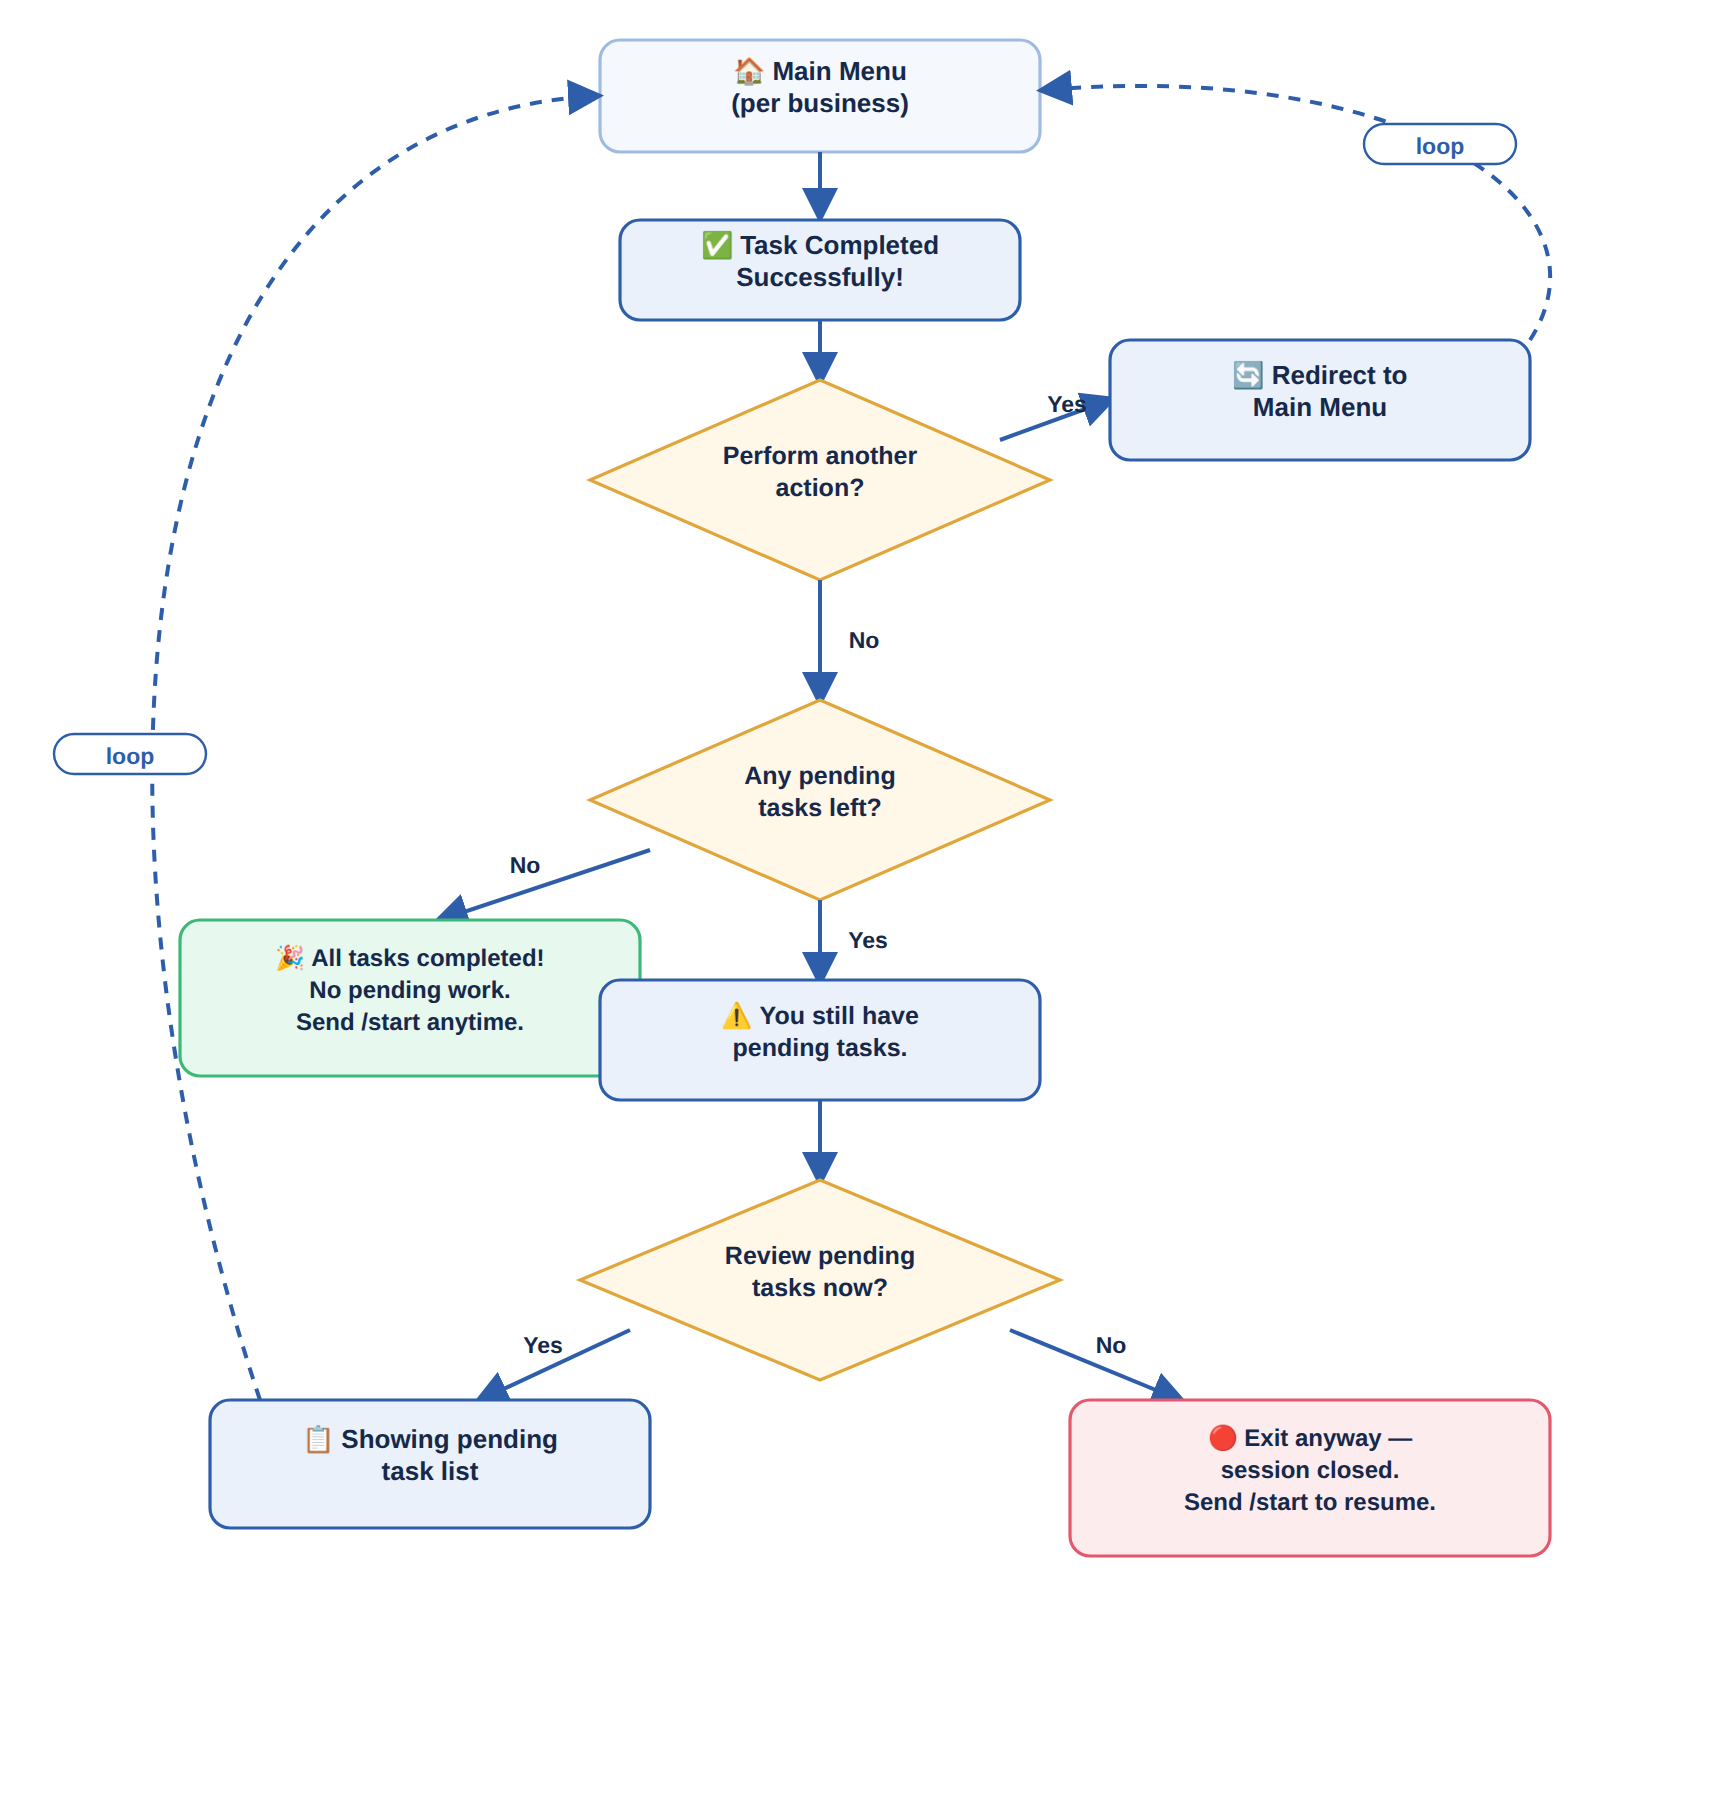 🏠 Main Menu
(per business)
loop
✅ Task Completed
Successfully!
🔄 Redirect to
Main Menu
Yes
Perform another
action?
No
loop
Any pending
tasks left?
No
Yes
🎉 All tasks completed!
No pending work.
Send /start anytime.
⚠️ You still have
pending tasks.
Review pending
tasks now?
Yes
No
📋 Showing pending
task list
🔴 Exit anyway —
session closed.
Send /start to resume.